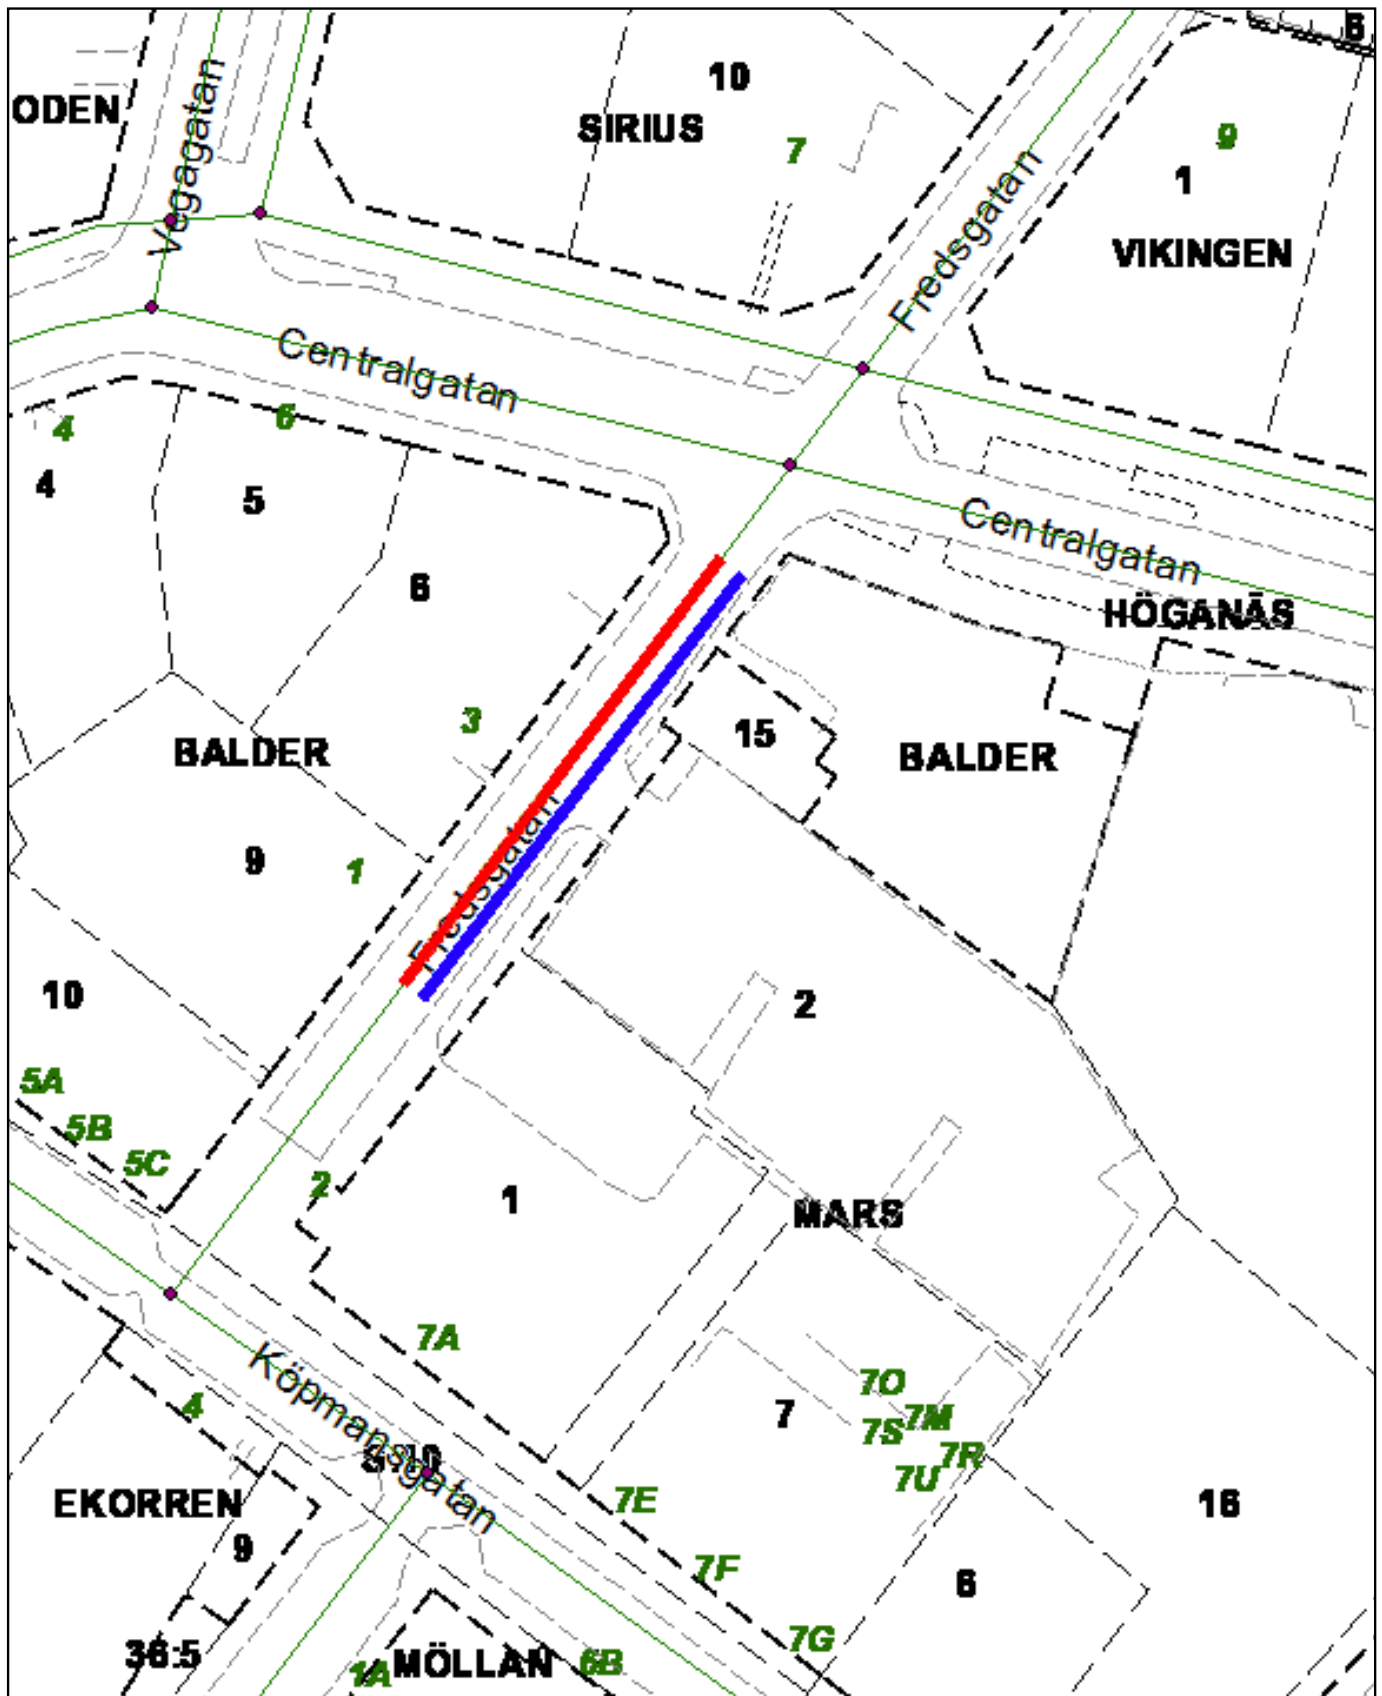 6
10
ODEN
Vegagatan
SIRIUS
7
9
1
Fredsgatan
VIKINGEN
Centralgatan
4
6
4
5
Centralgatan
6
HÖGANÄS
3
15
BALDER
BALDER
9
1
Fredsgatan
10
2
5A
5B
5C
2
1
MARS
7A
Köpmansgatan
7O
4
7
7M
7S
7R
7U
EKORREN
7E
16
9
7F
6
7G
36:5
MÖLLAN
6B
1A